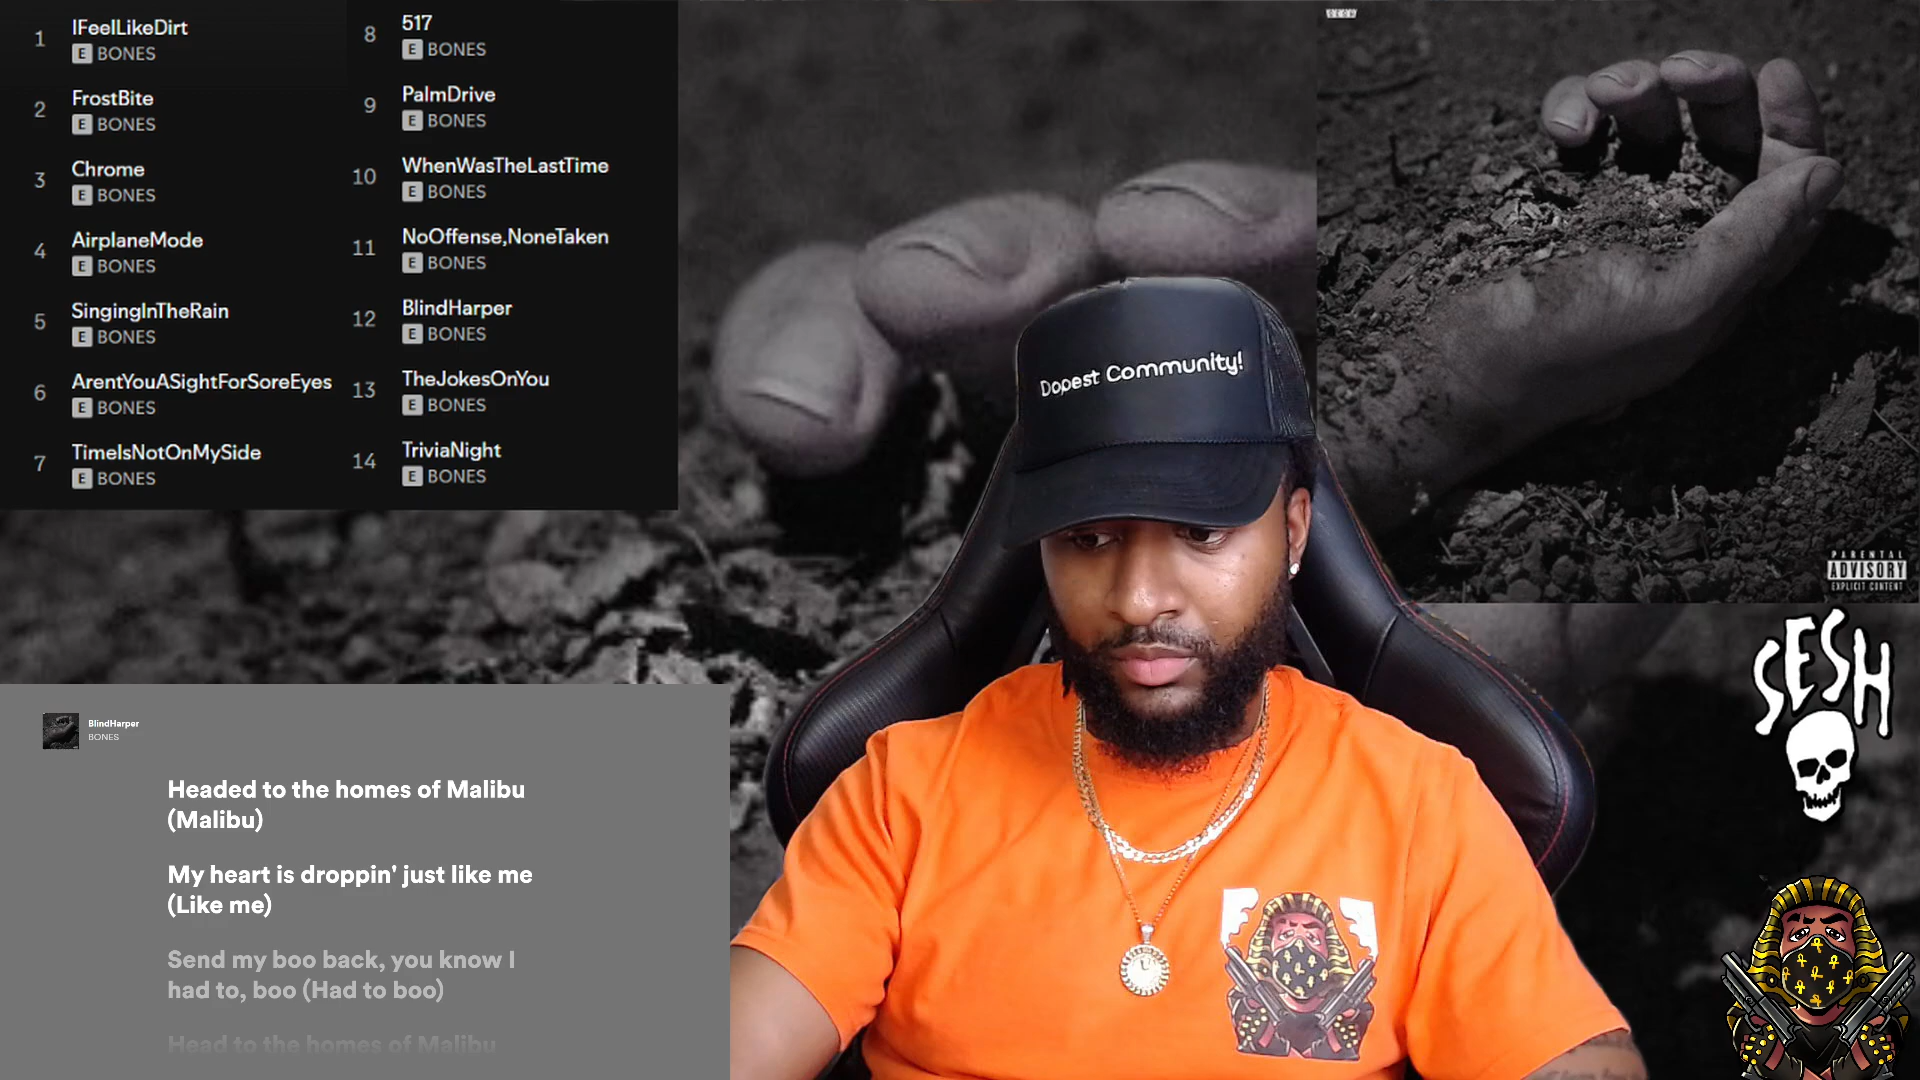 1 IFeelLikeDirt
E BONES
2 FrostBite
E BONES
3 Chrome
E BONES
4 AirplaneMode
E BONES
5 SingingInTheRain
E BONES
6 ArentYouASightForSoreEyes
E BONES
7 TimeIsNotOnMySide
E BONES
8 517
E BONES
9 PalmDrive
E BONES
10 WhenWasTheLastTime
E BONES
11 NoOffense,NoneTaken
E BONES
12 BlindHarper
E BONES
13 TheJokesOnYou
E BONES
14 TriviaNight
E BONES
Dopest Community!
PARENTAL
ADVISORY
EXPLICIT CONTENT
SESH
BlindHarper
BONES
Headed to the homes of Malibu
(Malibu)
My heart is droppin' just like me
(Like me)
Send my boo back, you know I
had to, boo (Had to boo)
Head to the homes of Malibu